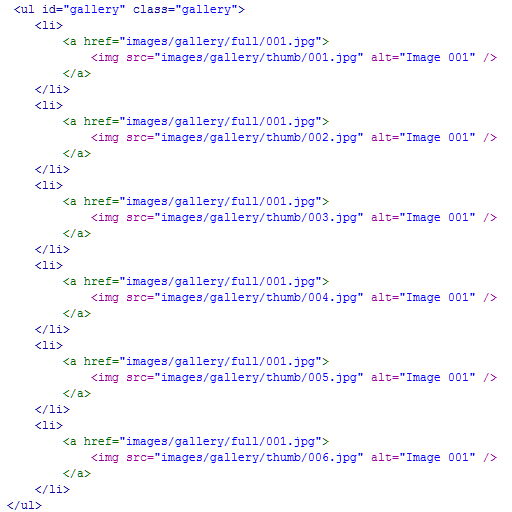 <ul id="gallery" class="gallery">
<li>
<a href="images/gallery/full/001.jpg">
<img src="images/gallery/thumb/001.jpg" alt="Image 001" />
</a>
</li>
<li>
<a href="images/gallery/full/001.jpg">
<img src="images/gallery/thumb/002.jpg" alt="Image 001" />
</a>
</li>
<li>
<a href="images/gallery/full/001.jpg">
<img src="images/gallery/thumb/003.jpg" alt="Image 001" />
</a>
</li>
<li>
<a href="images/gallery/full/001.jpg">
<img src="images/gallery/thumb/004.jpg" alt="Image 001" />
</a>
</li>
<li>
<a href="images/gallery/full/001.jpg">
<img src="images/gallery/thumb/005.jpg" alt="Image 001" />
</a>
</li>
<li>
<a href="images/gallery/full/001.jpg">
<img src="images/gallery/thumb/006.jpg" alt="Image 001" />
</a>
</li>
</ul>